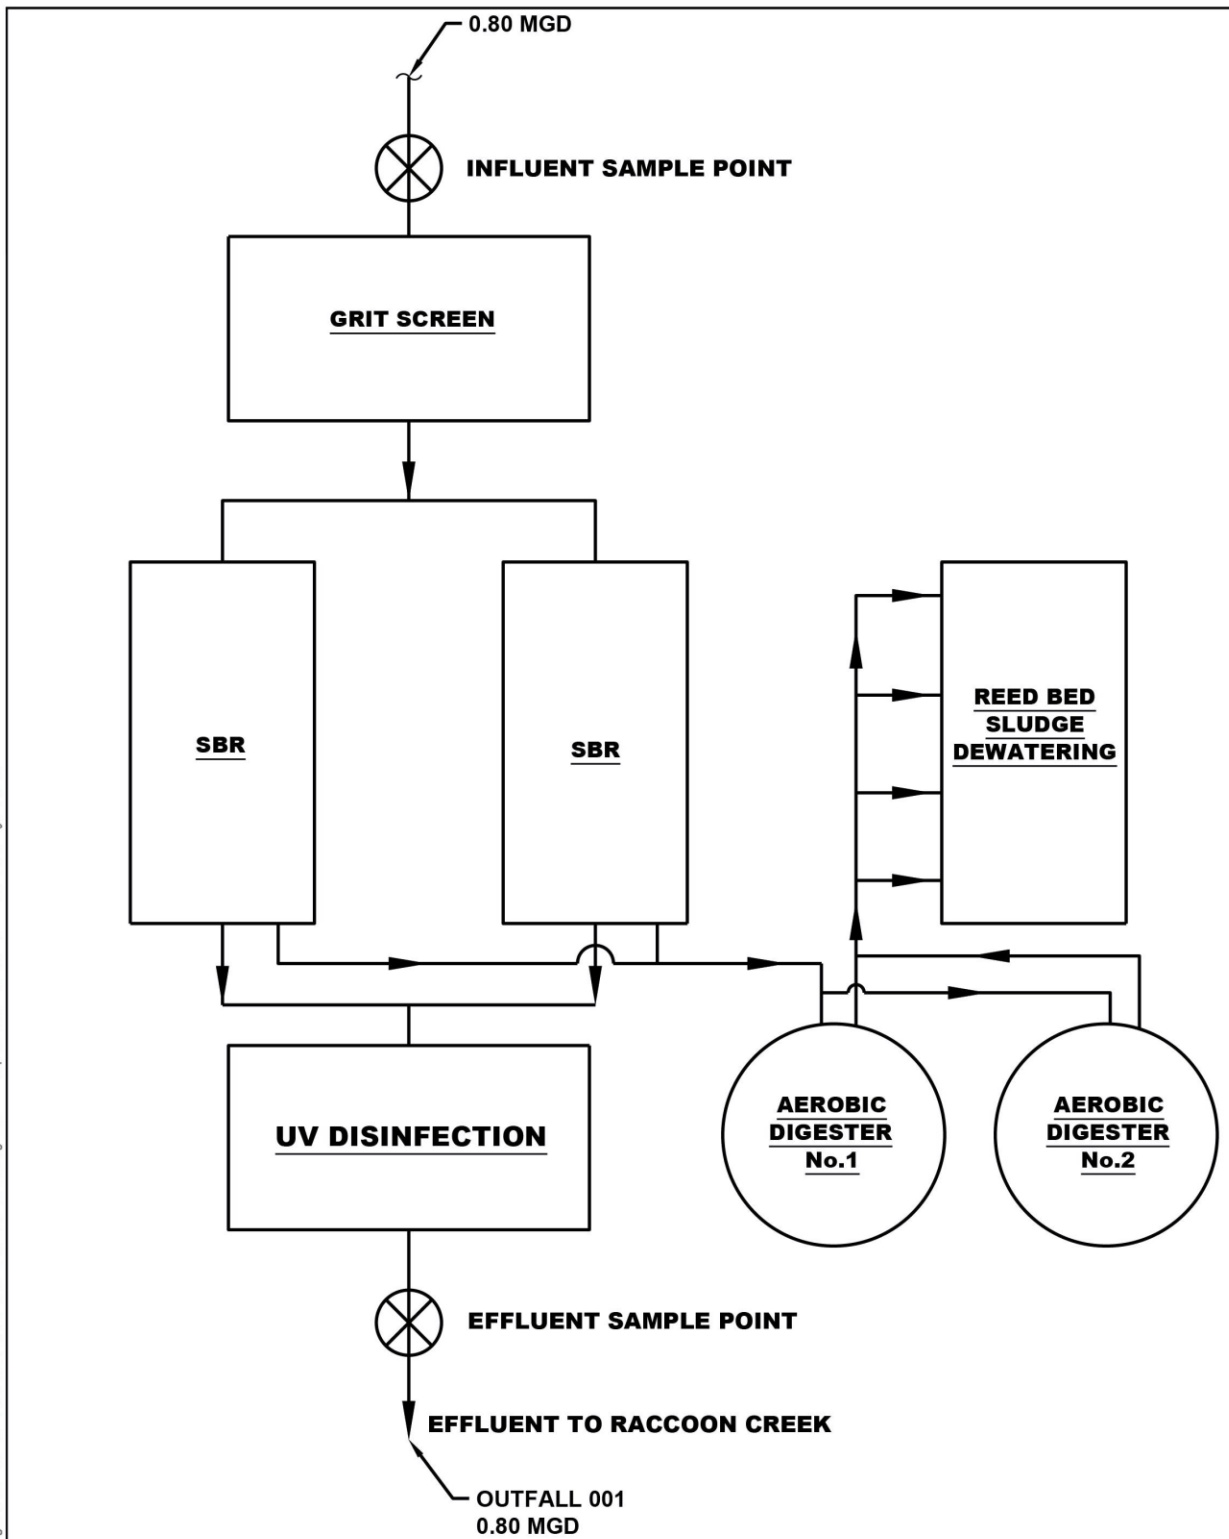 0.80 MGD
INFLUENT SAMPLE POINT
GRIT SCREEN
SBR
SBR
REED BED
SLUDGE
DEWATERING
UV DISINFECTION
AEROBIC
DIGESTER
No.1
AEROBIC
DIGESTER
No.2
EFFLUENT SAMPLE POINT
EFFLUENT TO RACCOON CREEK
OUTFALL 001
0.80 MGD